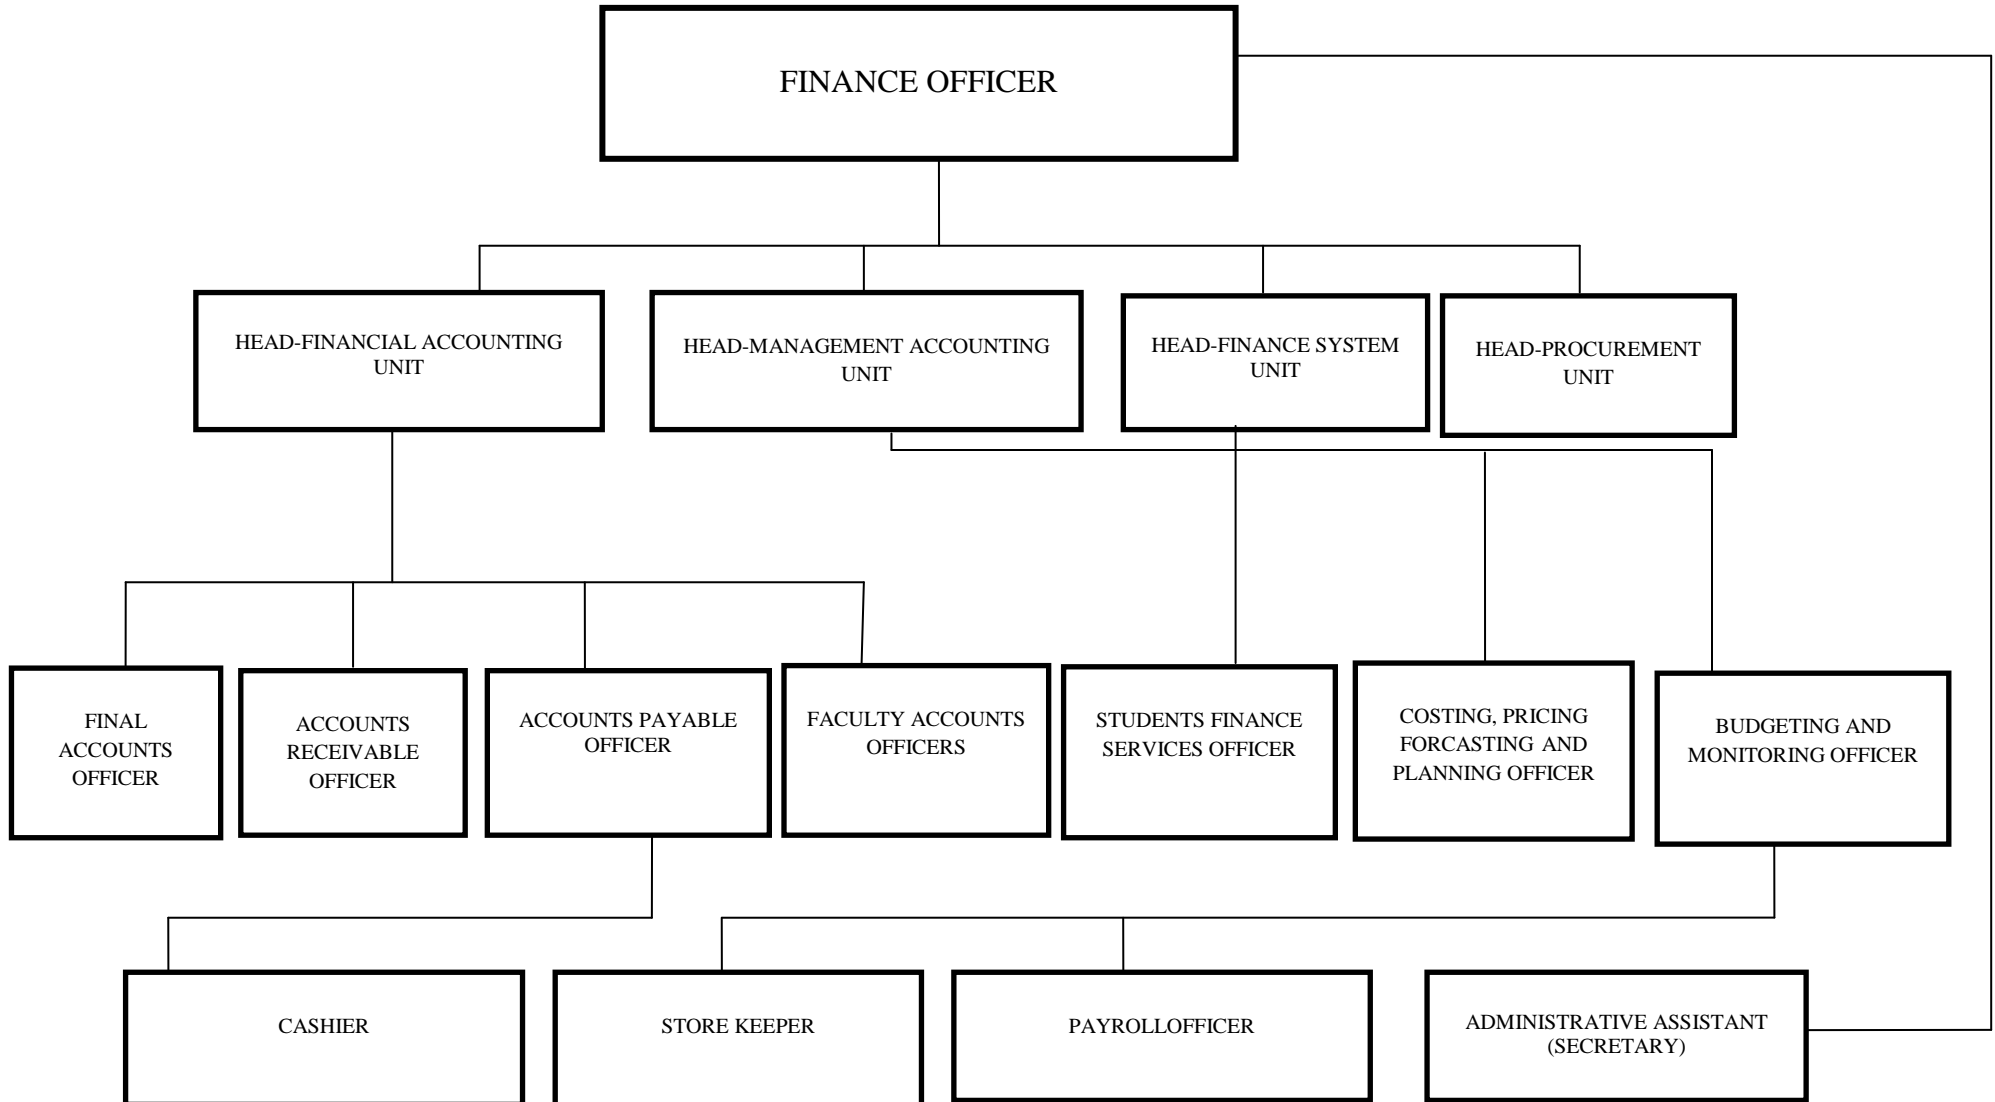 FINANCE OFFICER
HEAD-FINANCIAL ACCOUNTING
UNIT
HEAD-MANAGEMENT ACCOUNTING
UNIT
HEAD-FINANCE SYSTEM
UNIT
HEAD-PROCUREMENT
UNIT
FINAL
ACCOUNTS
OFFICER
ACCOUNTS
RECEIVABLE
OFFICER
ACCOUNTS PAYABLE
OFFICER
FACULTY ACCOUNTS
OFFICERS
STUDENTS FINANCE
SERVICES OFFICER
COSTING, PRICING
FORCASTING AND
PLANNING OFFICER
BUDGETING AND
MONITORING OFFICER
CASHIER
STORE KEEPER
PAYROLLOFFICER
ADMINISTRATIVE ASSISTANT
(SECRETARY)